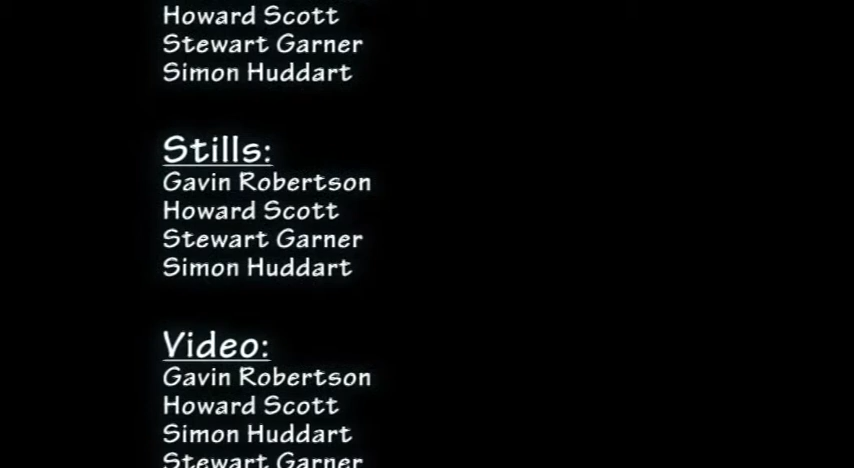 Howard Scott
Stewart Garner
Simon Huddart
Stills:
Gavin Robertson
Howard Scott
Stewart Garner
Simon Huddart
Video:
Gavin Robertson
Howard Scott
Simon Huddart
Stewart Garner